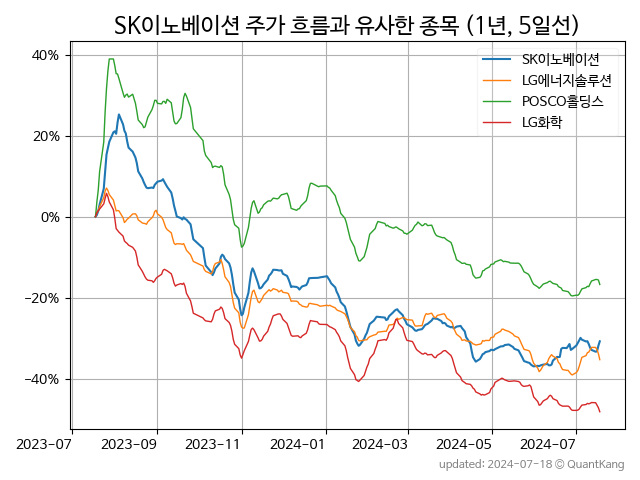 SK이노베이션 주가 흐름과 유사한 종목 (1년, 5일선)
SK이노베이션
LG에너지솔루션
POSCO홀딩스
LG화학
40%
20%
0%
−20%
−40%
2023-07 2023-09 2023-11 2024-01 2024-03 2024-05 2024-07
updated: 2024-07-18 ⓒ QuantKang